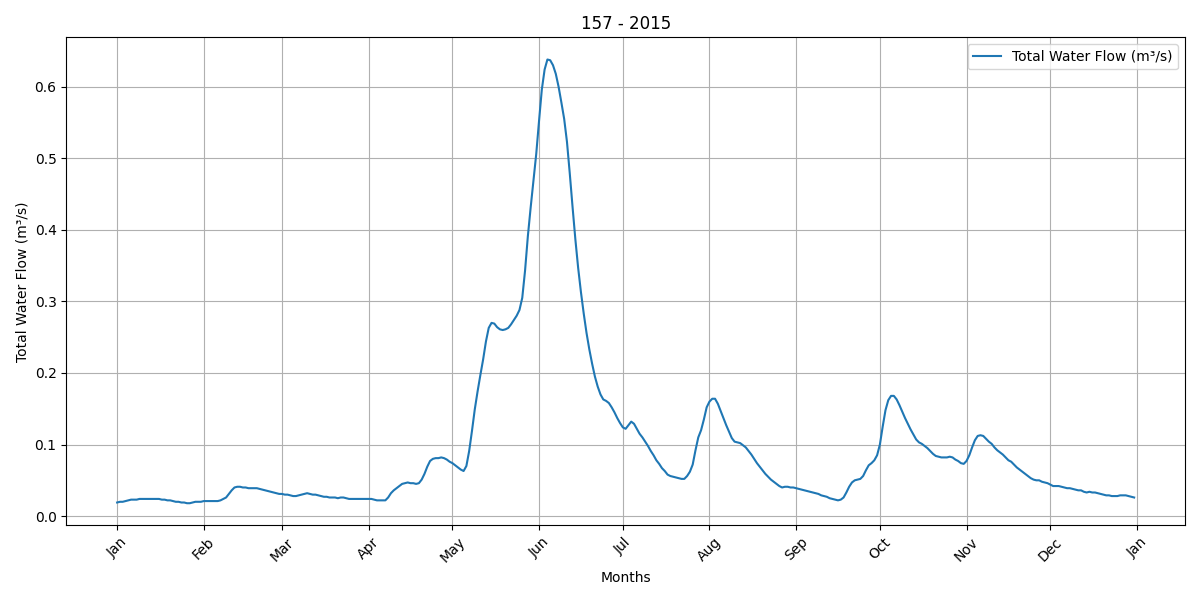 157 - 2015
Total Water Flow (m³/s)
Total Water Flow (m³/s)
0.6
0.5
0.4
0.3
0.2
0.1
0.0
Jan Feb Mar Apr May Jun Jul Aug Sep Oct Nov Dec Jan
Months